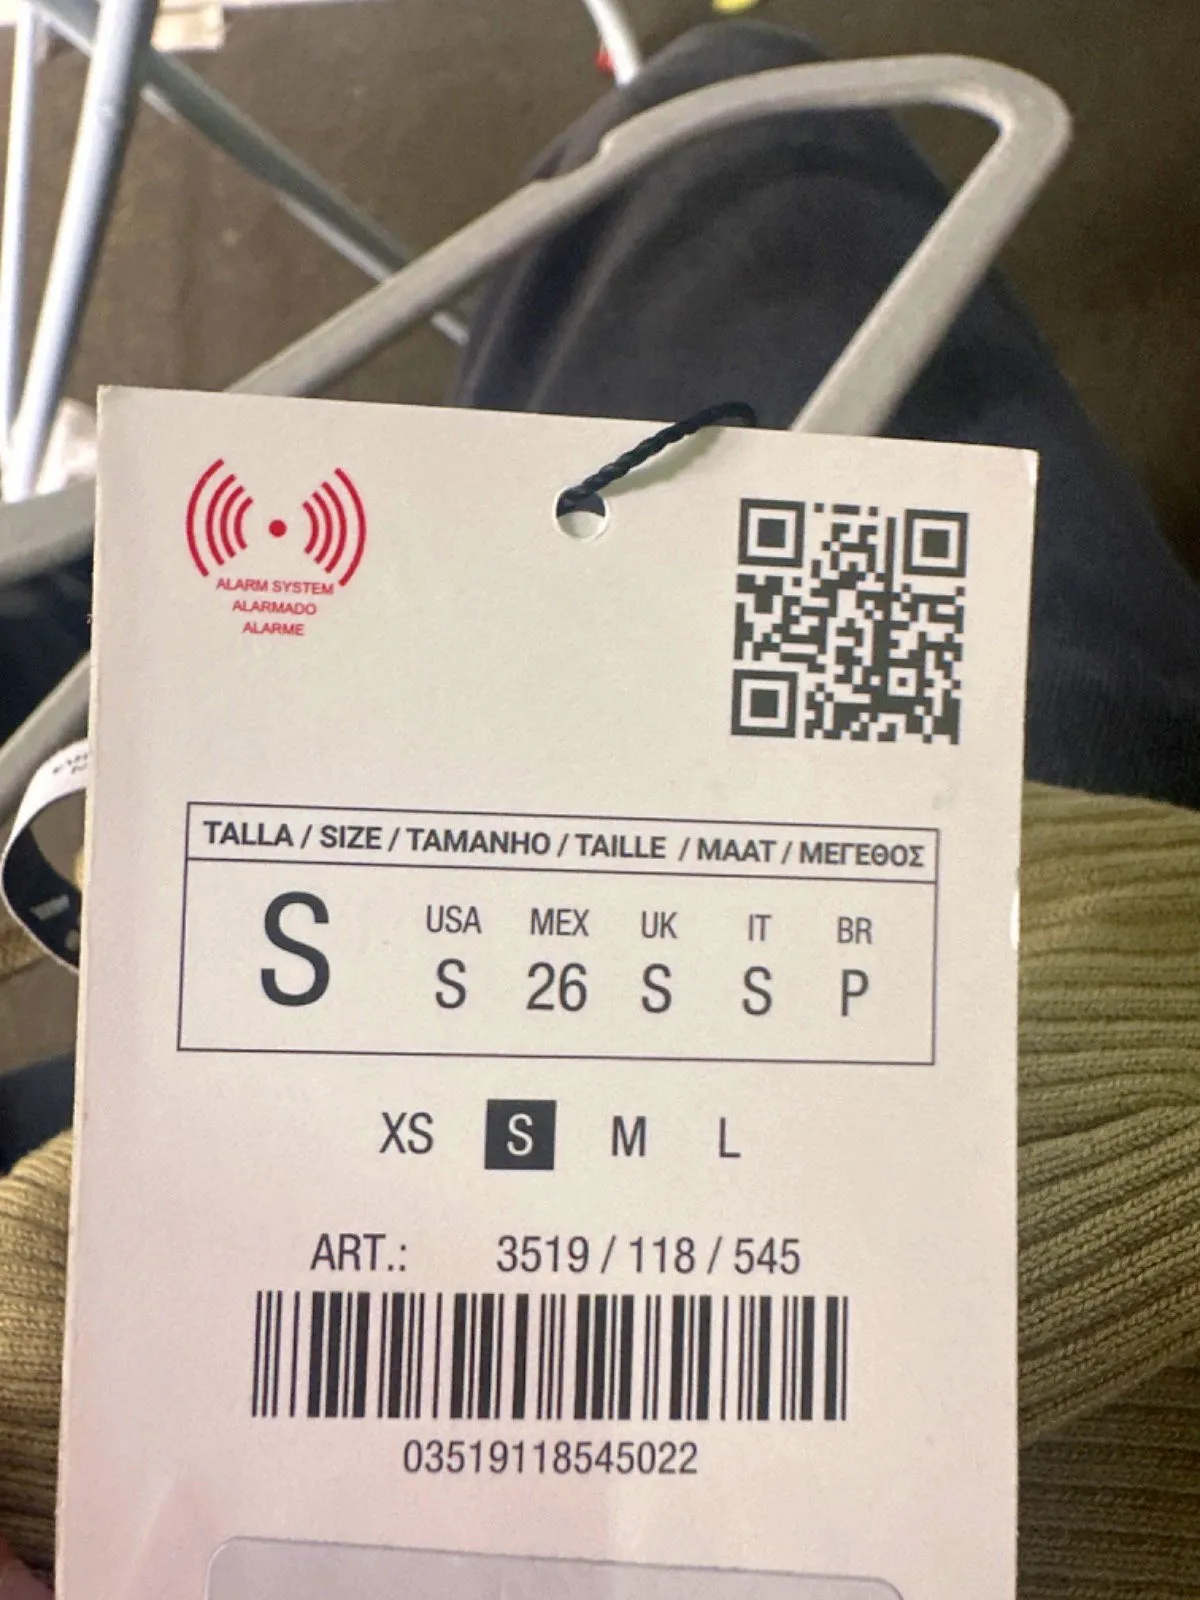 ALARM SYSTEM
ALARMADO
ALARME
TALLA / SIZE / TAMANHO / TAILLE / MAAT / ΜΕΓΕΘΟΣ
S
USA MEX UK IT BR
S 26 S S P
XS S M L
ART.: 3519 / 118 / 545
03519118545022